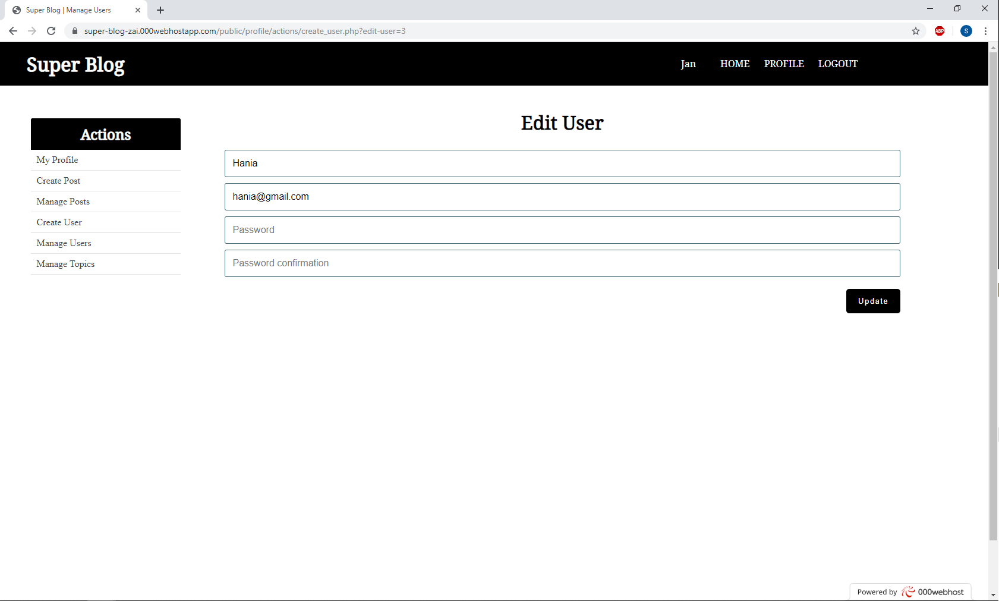 Super Blog | Manage Users
super-blog-zai.000webhostapp.com/public/profile/actions/create_user.php?edit-user=3
ABP
S
Super Blog
Jan HOME PROFILE LOGOUT
Actions
My Profile
Create Post
Manage Posts
Create User
Manage Users
Manage Topics
Edit User
Hania
hania@gmail.com
Password
Password confirmation
Update
Powered by 000webhost